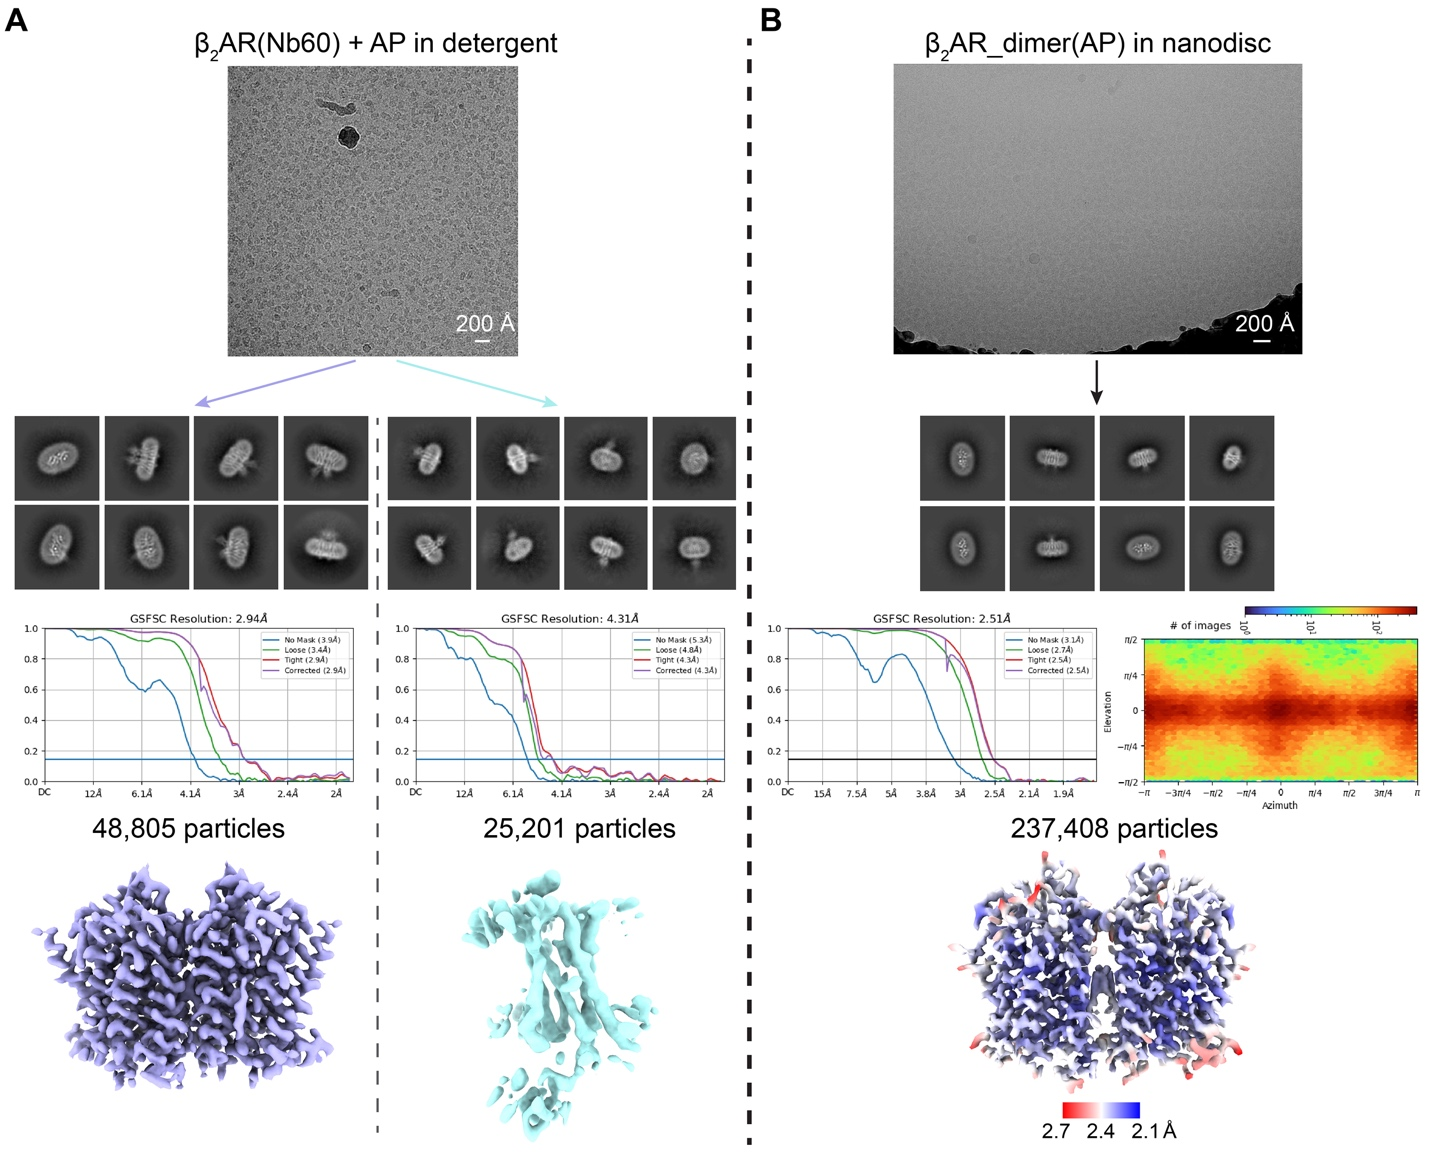 A
β2AR(Nb60) + AP in detergent
200 Å
GSFSC Resolution: 2.94Å
No Mask (3.9Å)
Loose (3.4Å)
Tight (2.9Å)
Corrected (2.9Å)
1.0
0.8
0.6
0.4
0.2
0.0
DC 12Å 6.1Å 4.1Å 3Å 2.4Å 2Å
48,805 particles
GSFSC Resolution: 4.31Å
No Mask (5.3Å)
Loose (4.8Å)
Tight (4.3Å)
Corrected (4.3Å)
1.0
0.8
0.6
0.4
0.2
0.0
DC 12Å 6.1Å 4.1Å 3Å 2.4Å 2Å
25,201 particles
B
β2AR_dimer(AP) in nanodisc
200 Å
GSFSC Resolution: 2.51Å
No Mask (3.1Å)
Loose (2.7Å)
Tight (2.5Å)
Corrected (2.5Å)
1.0
0.8
0.6
0.4
0.2
0.0
DC 15Å 7.5Å 5Å 3.8Å 3Å 2.5Å 2.1Å 1.9Å
# of images
10^0 10^1 10^2
π/2
π/4
0
−π/4
−π/2
Elevation
−π −3π/4 −π/2 −π/4 0 π/4 π/2 3π/4 π
Azimuth
237,408 particles
2.7 2.4 2.1 Å